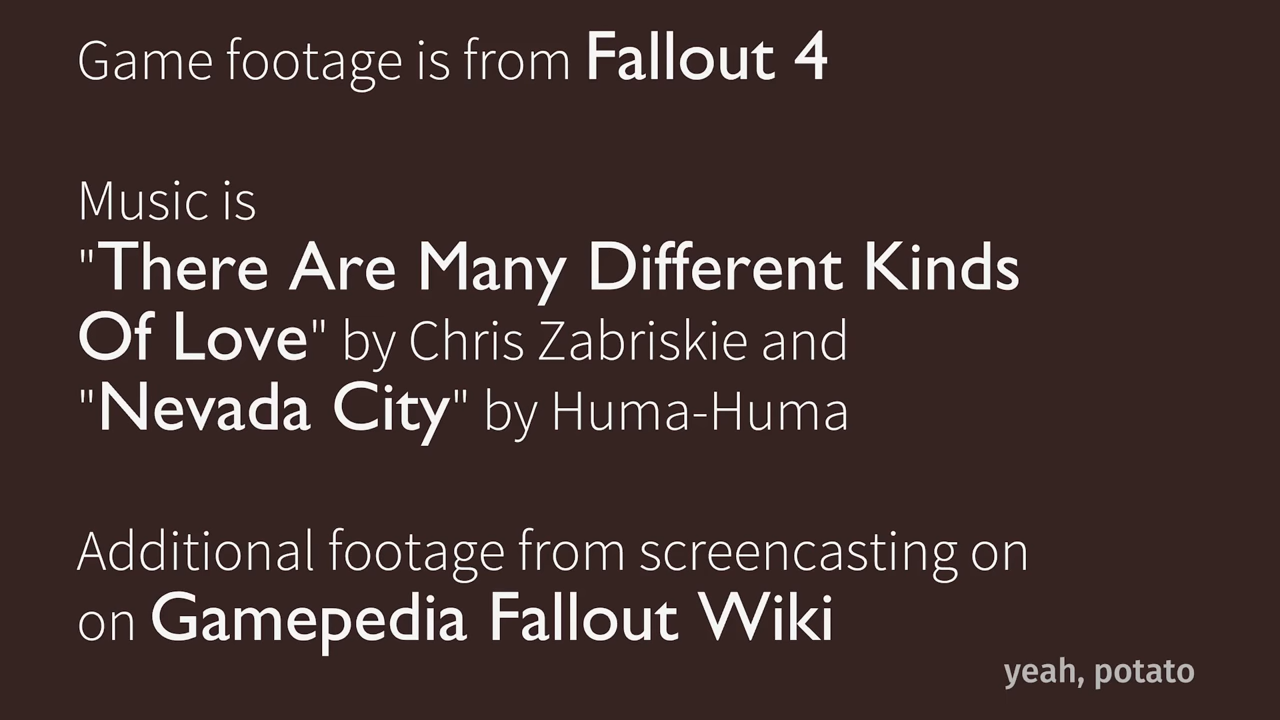 Game footage is from Fallout 4
Music is
"There Are Many Different Kinds
Of Love" by Chris Zabriskie and
"Nevada City" by Huma-Huma
Additional footage from screencasting on
on Gamepedia Fallout Wiki
yeah, potato